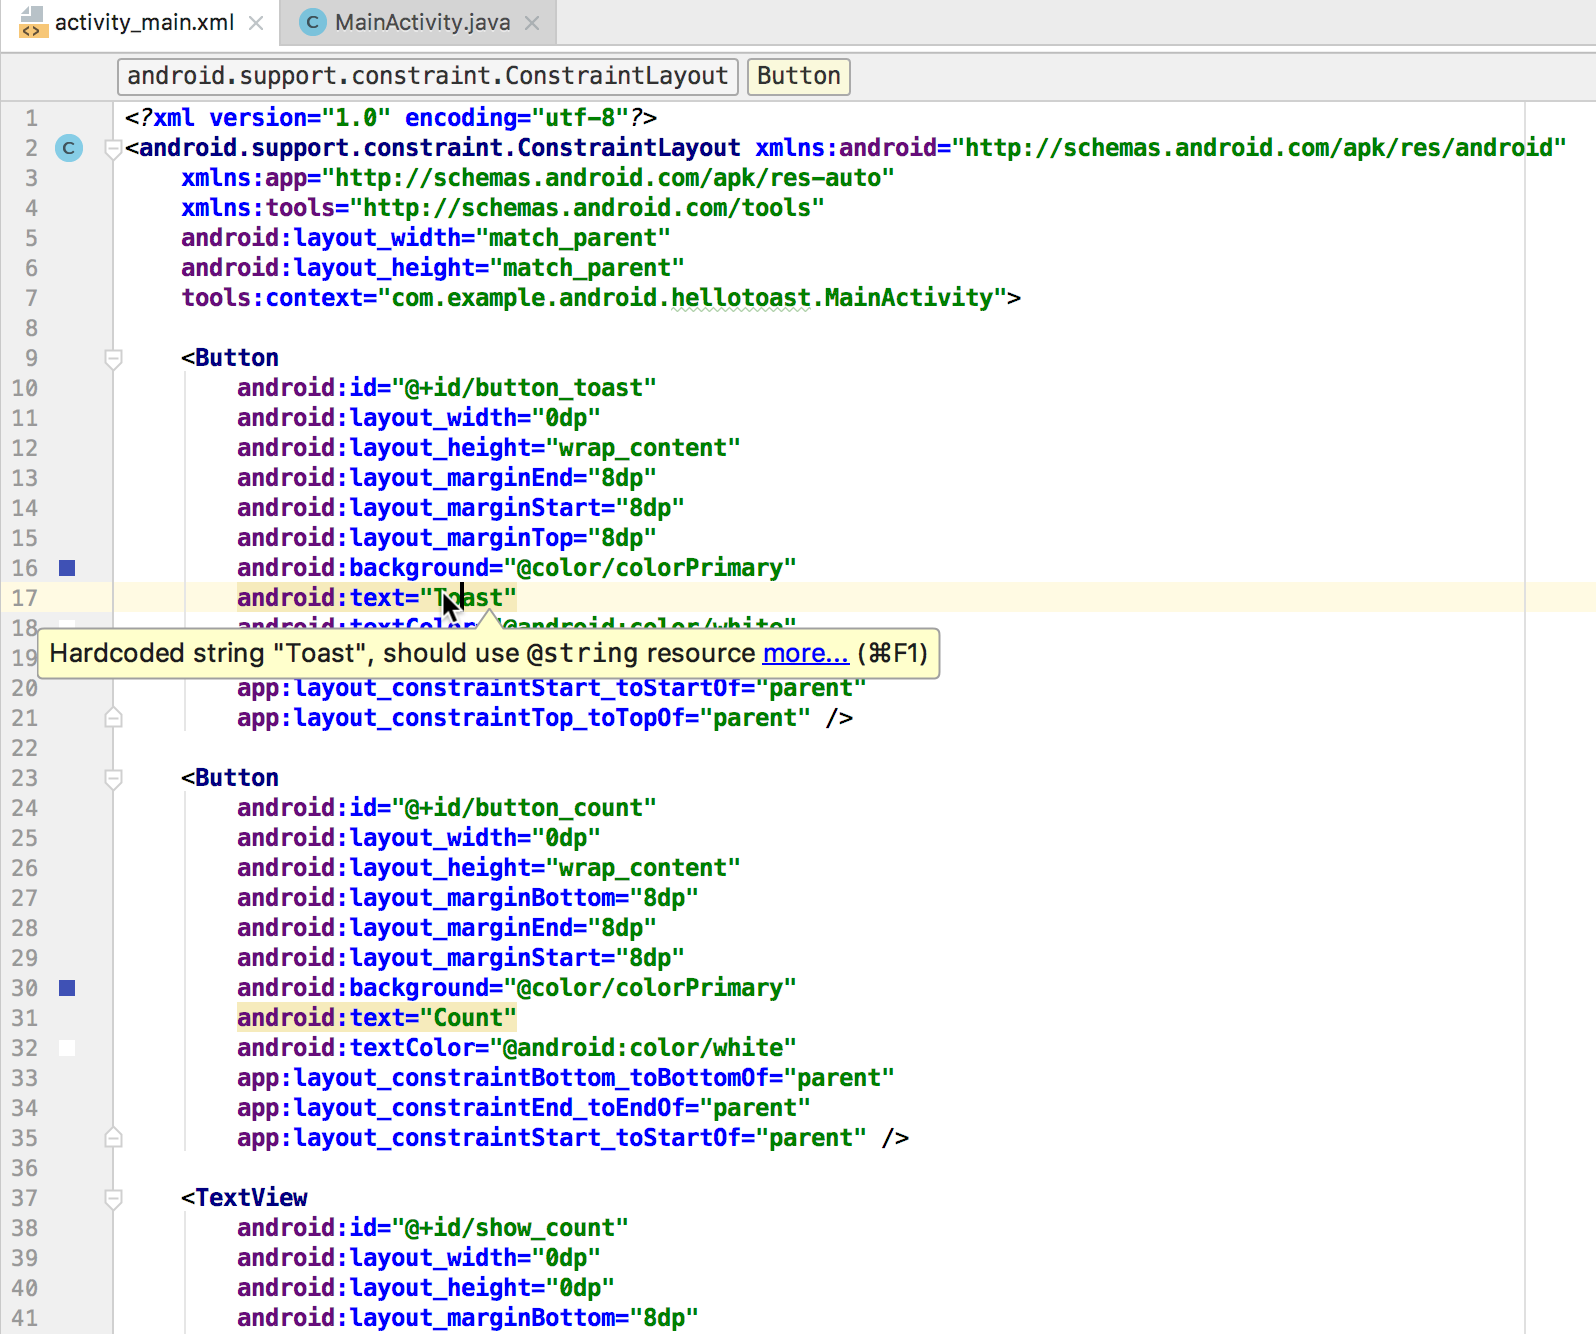 activity_main.xml MainActivity.java
android.support.constraint.ConstraintLayout Button
1 <?xml version="1.0" encoding="utf-8"?>
2 <android.support.constraint.ConstraintLayout xmlns:android="http://schemas.android.com/apk/res/android"
3 xmlns:app="http://schemas.android.com/apk/res-auto"
4 xmlns:tools="http://schemas.android.com/tools"
5 android:layout_width="match_parent"
6 android:layout_height="match_parent"
7 tools:context="com.example.android.hellotoast.MainActivity">
8
9 <Button
10 android:id="@+id/button_toast"
11 android:layout_width="0dp"
12 android:layout_height="wrap_content"
13 android:layout_marginEnd="8dp"
14 android:layout_marginStart="8dp"
15 android:layout_marginTop="8dp"
16 android:background="@color/colorPrimary"
17 android:text="Toast"
18 android:textColor="@android:color/white"
19 Hardcoded string "Toast", should use @string resource more... (⌘F1)
20 app:layout_constraintStart_toStartOf="parent"
21 app:layout_constraintTop_toTopOf="parent" />
22
23 <Button
24 android:id="@+id/button_count"
25 android:layout_width="0dp"
26 android:layout_height="wrap_content"
27 android:layout_marginBottom="8dp"
28 android:layout_marginEnd="8dp"
29 android:layout_marginStart="8dp"
30 android:background="@color/colorPrimary"
31 android:text="Count"
32 android:textColor="@android:color/white"
33 app:layout_constraintBottom_toBottomOf="parent"
34 app:layout_constraintEnd_toEndOf="parent"
35 app:layout_constraintStart_toStartOf="parent" />
36
37 <TextView
38 android:id="@+id/show_count"
39 android:layout_width="0dp"
40 android:layout_height="0dp"
41 android:layout_marginBottom="8dp"